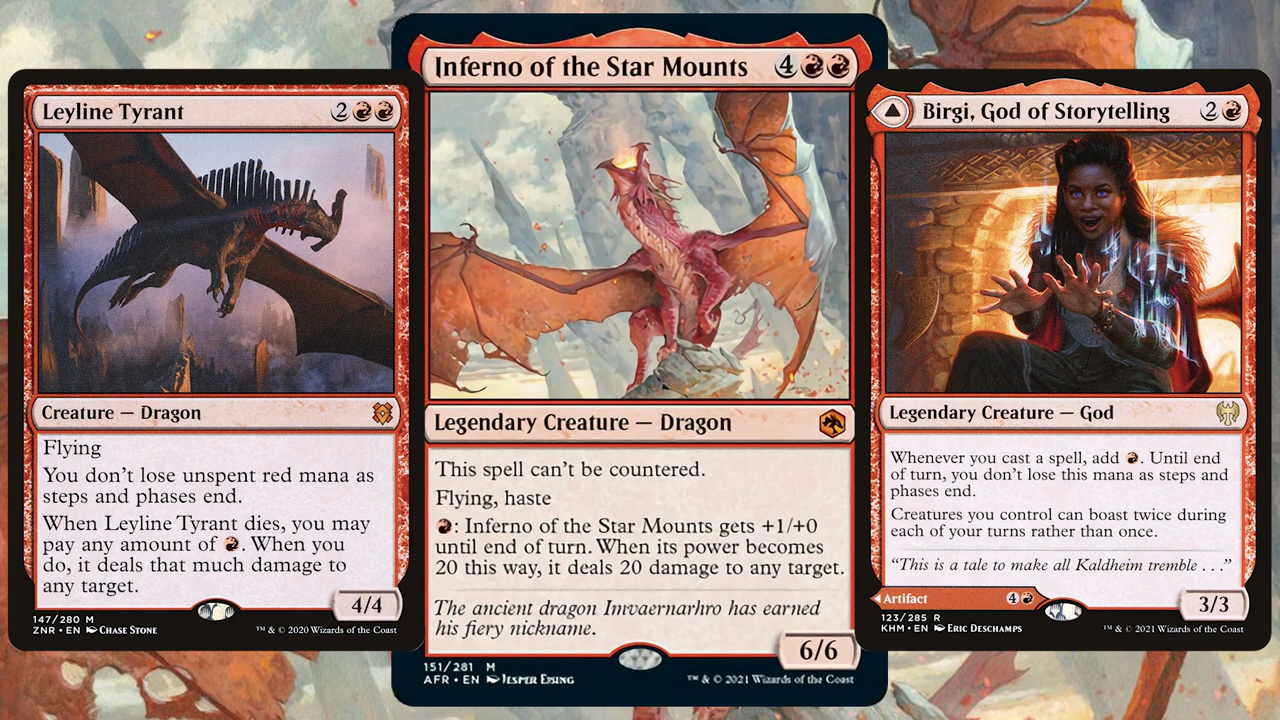 Leyline Tyrant 2
Creature — Dragon
Flying
You don't lose unspent red mana as
steps and phases end.
When Leyline Tyrant dies, you may
pay any amount of . When you
do, it deals that much damage to
any target.
4/4
147/280 M
ZNR • EN Chase Stone
™ & © 2020 Wizards of the Coast
Inferno of the Star Mounts 4
Legendary Creature — Dragon
This spell can't be countered.
Flying, haste
: Inferno of the Star Mounts gets +1/+0
until end of turn. When its power becomes
20 this way, it deals 20 damage to any target.
The ancient dragon Imvaernarhro has earned
his fiery nickname.
6/6
151/281 M
AFR • EN Jesper Ejsing
™ & © 2021 Wizards of the Coast
Birgi, God of Storytelling 2
Legendary Creature — God
Whenever you cast a spell, add . Until end
of turn, you don't lose this mana as steps and
phases end.
Creatures you control can boast twice during
each of your turns rather than once.
"This is a tale to make all Kaldheim tremble . . ."
Artifact 4
3/3
123/285 R
KHM • EN Eric Deschamps
™ & © 2021 Wizards of the Coast